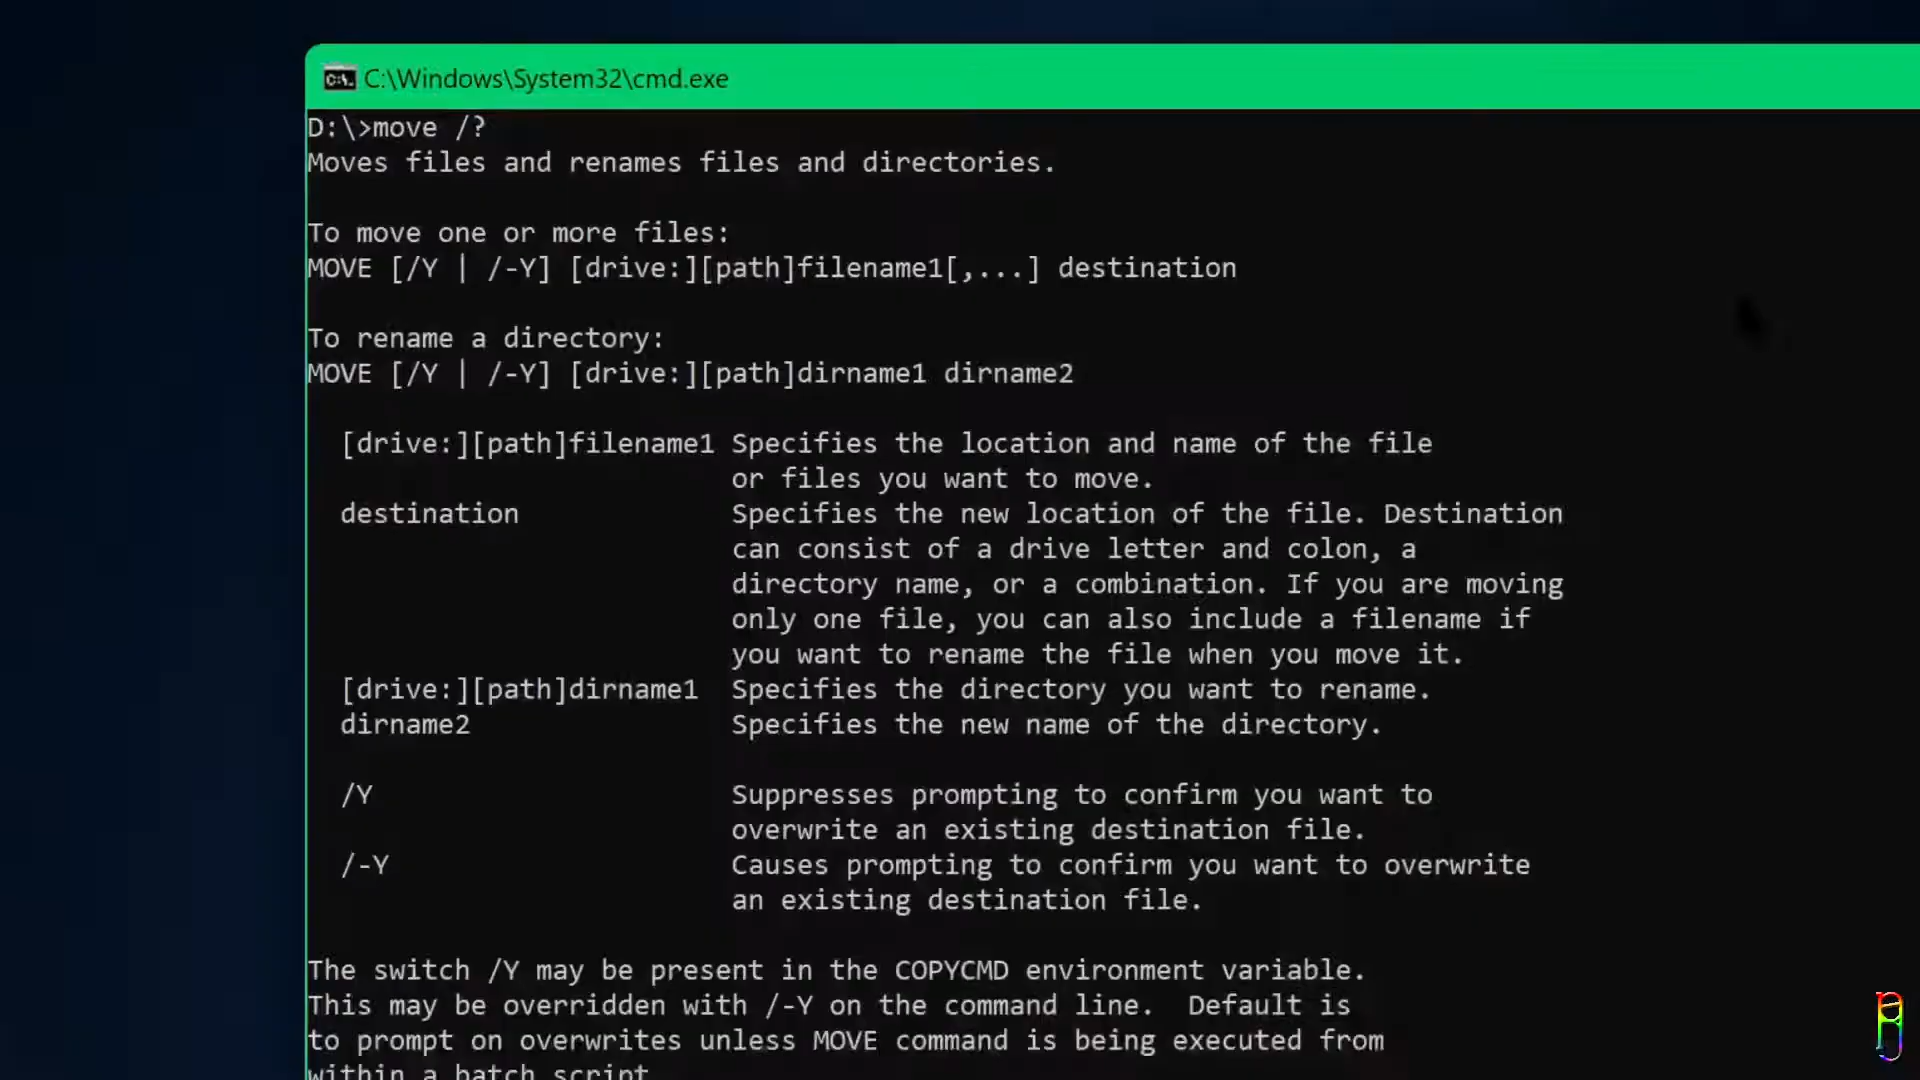 C:\Windows\System32\cmd.exe
D:\>move /?
Moves files and renames files and directories.
To move one or more files:
MOVE [/Y | /-Y] [drive:][path]filename1[,...] destination
To rename a directory:
MOVE [/Y | /-Y] [drive:][path]dirname1 dirname2
[drive:][path]filename1 Specifies the location and name of the file
or files you want to move.
destination Specifies the new location of the file. Destination
can consist of a drive letter and colon, a
directory name, or a combination. If you are moving
only one file, you can also include a filename if
you want to rename the file when you move it.
[drive:][path]dirname1 Specifies the directory you want to rename.
dirname2 Specifies the new name of the directory.
/Y Suppresses prompting to confirm you want to
overwrite an existing destination file.
/-Y Causes prompting to confirm you want to overwrite
an existing destination file.
The switch /Y may be present in the COPYCMD environment variable.
This may be overridden with /-Y on the command line.  Default is
to prompt on overwrites unless MOVE command is being executed from
within a batch script